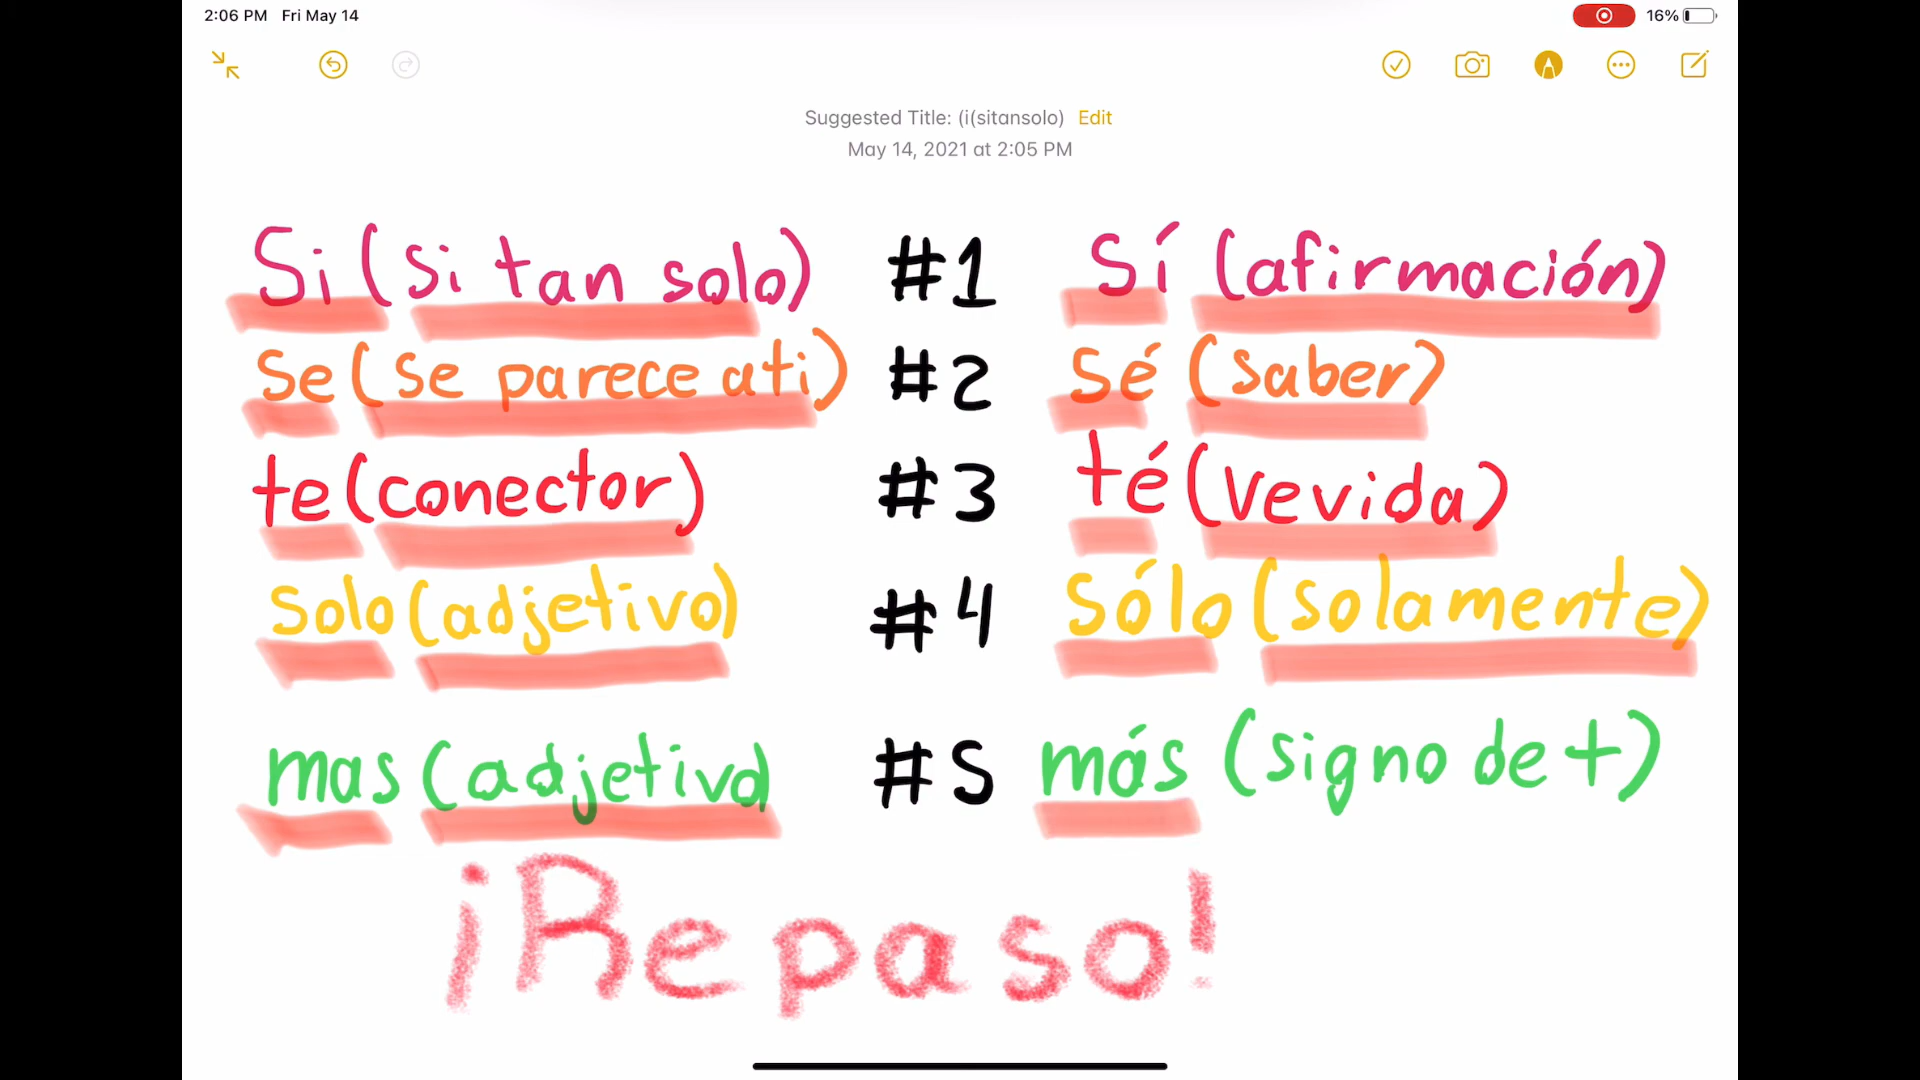 2:06 PM Fri May 14 16%
Suggested Title: (i(sitansolo) Edit
May 14, 2021 at 2:05 PM
Si (si tan solo) #1 Sí (afirmación)
se (se parece ati) #2 sé (saber)
te (conector) #3 té (vevida)
solo (adjetivo) #4 sólo (solamente)
mas (adjetivo) #5 más (signo de +)
¡Repaso!